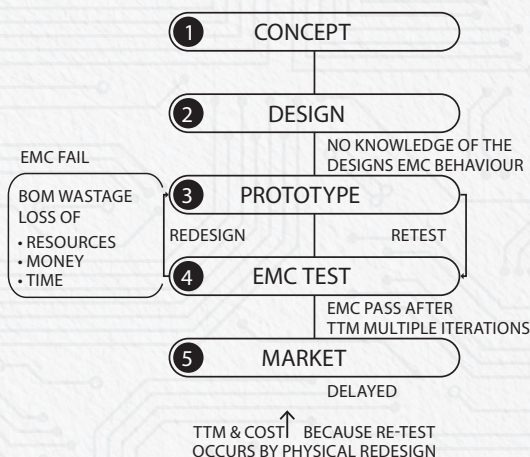 1 CONCEPT
2 DESIGN
NO KNOWLEDGE OF THE
DESIGNS EMC BEHAVIOUR
EMC FAIL
BOM WASTAGE
LOSS OF
• RESOURCES
• MONEY
• TIME
3 PROTOTYPE
REDESIGN
RETEST
4 EMC TEST
EMC PASS AFTER
TTM MULTIPLE ITERATIONS
5 MARKET
DELAYED
TTM & COST BECAUSE RE-TEST
OCCURS BY PHYSICAL REDESIGN